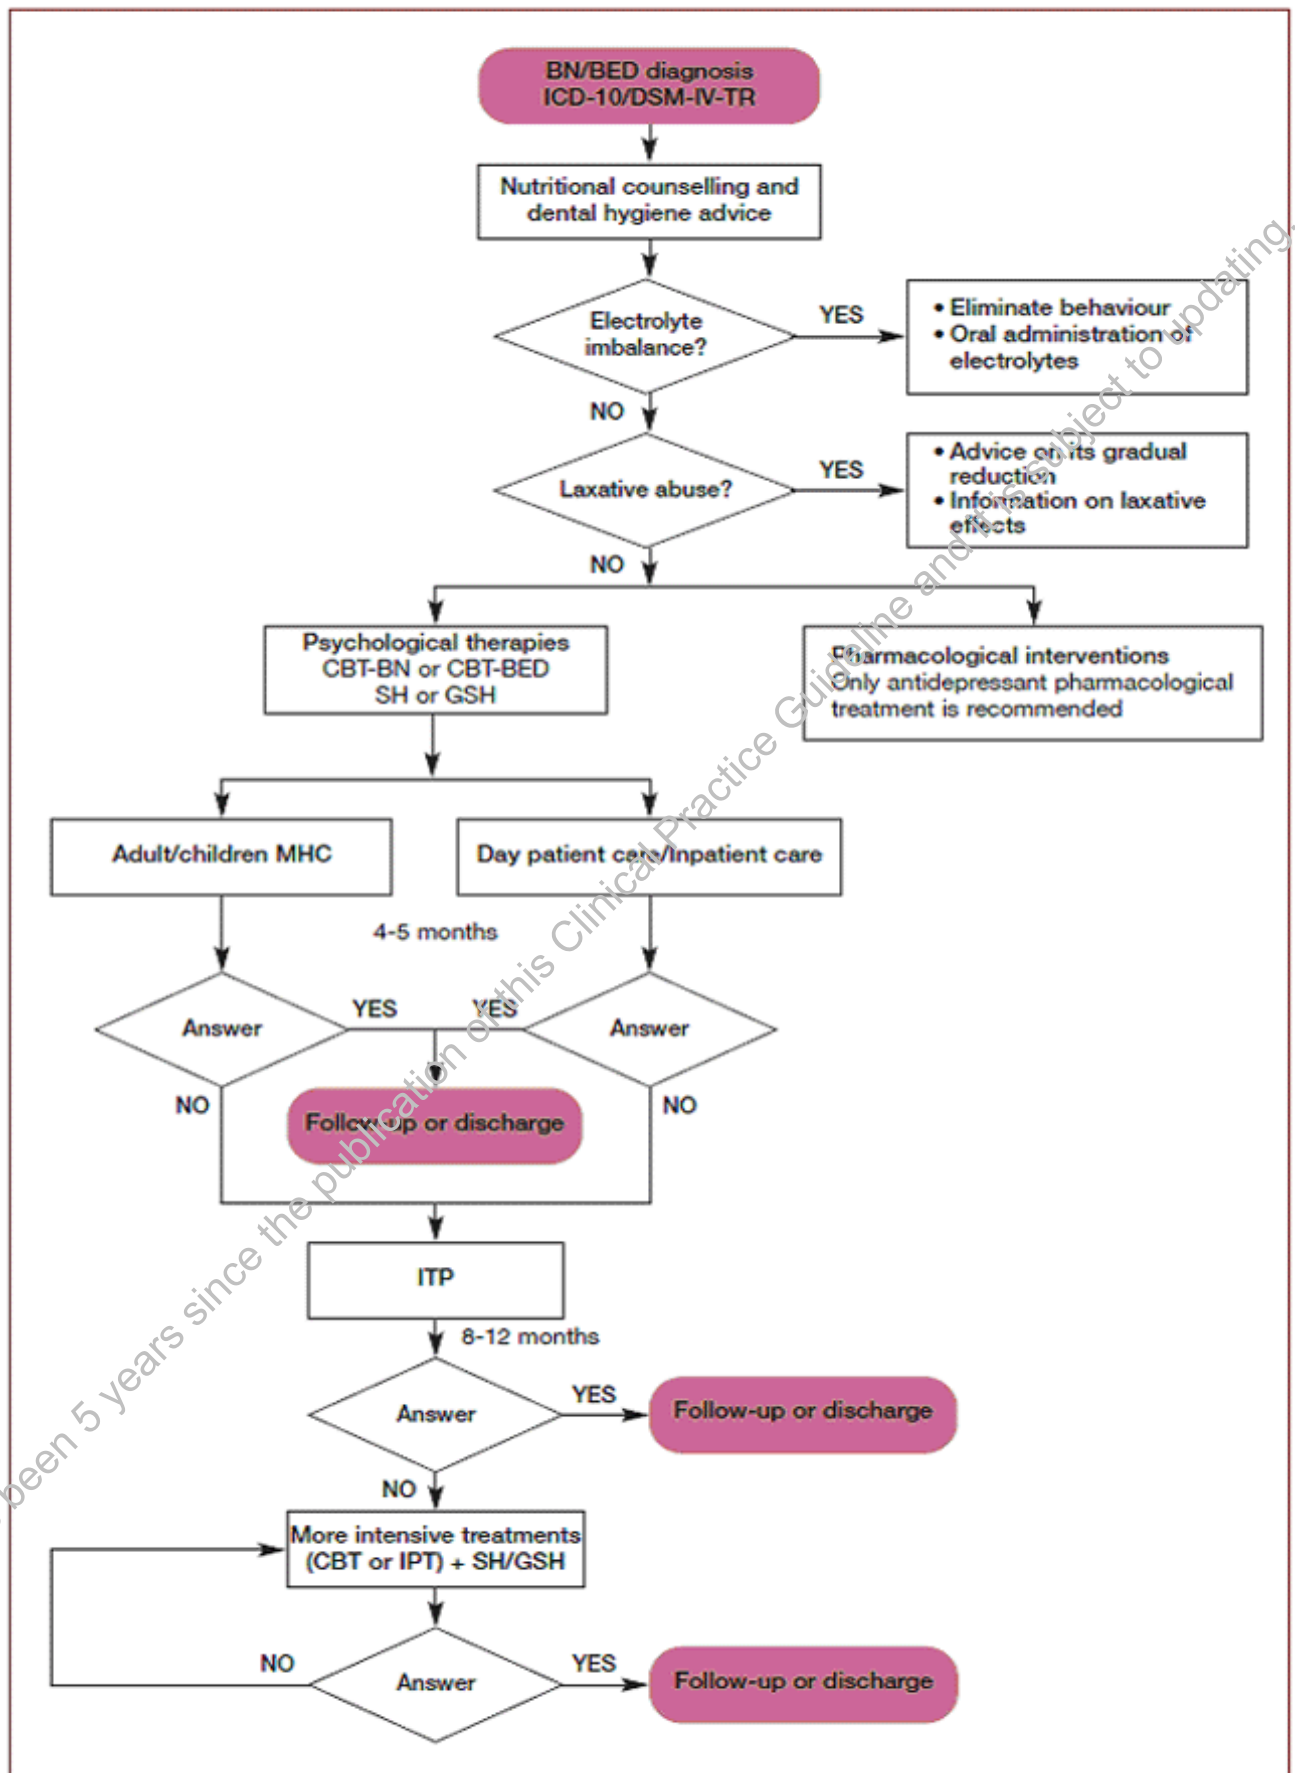 BN/BED diagnosis
ICD-10/DSM-IV-TR
Nutritional counselling and
dental hygiene advice
Electrolyte
imbalance?
YES
• Eliminate behaviour
• Oral administration of
electrolytes
NO
Laxative abuse?
YES
• Advice on its gradual
reduction
• Information on laxative
effects
NO
Psychological therapies
CBT-BN or CBT-BED
SH or GSH
Pharmacological interventions
Only antidepressant pharmacological
treatment is recommended
Adult/children MHC
Day patient care/Inpatient care
4-5 months
Answer
YES
YES
Answer
NO
Follow-up or discharge
NO
ITP
8-12 months
Answer
YES
Follow-up or discharge
NO
More intensive treatments
(CBT or IPT) + SH/GSH
NO
Answer
YES
Follow-up or discharge
been 5 years since the publication of this Clinical Practice Guideline and it is subject to updating.